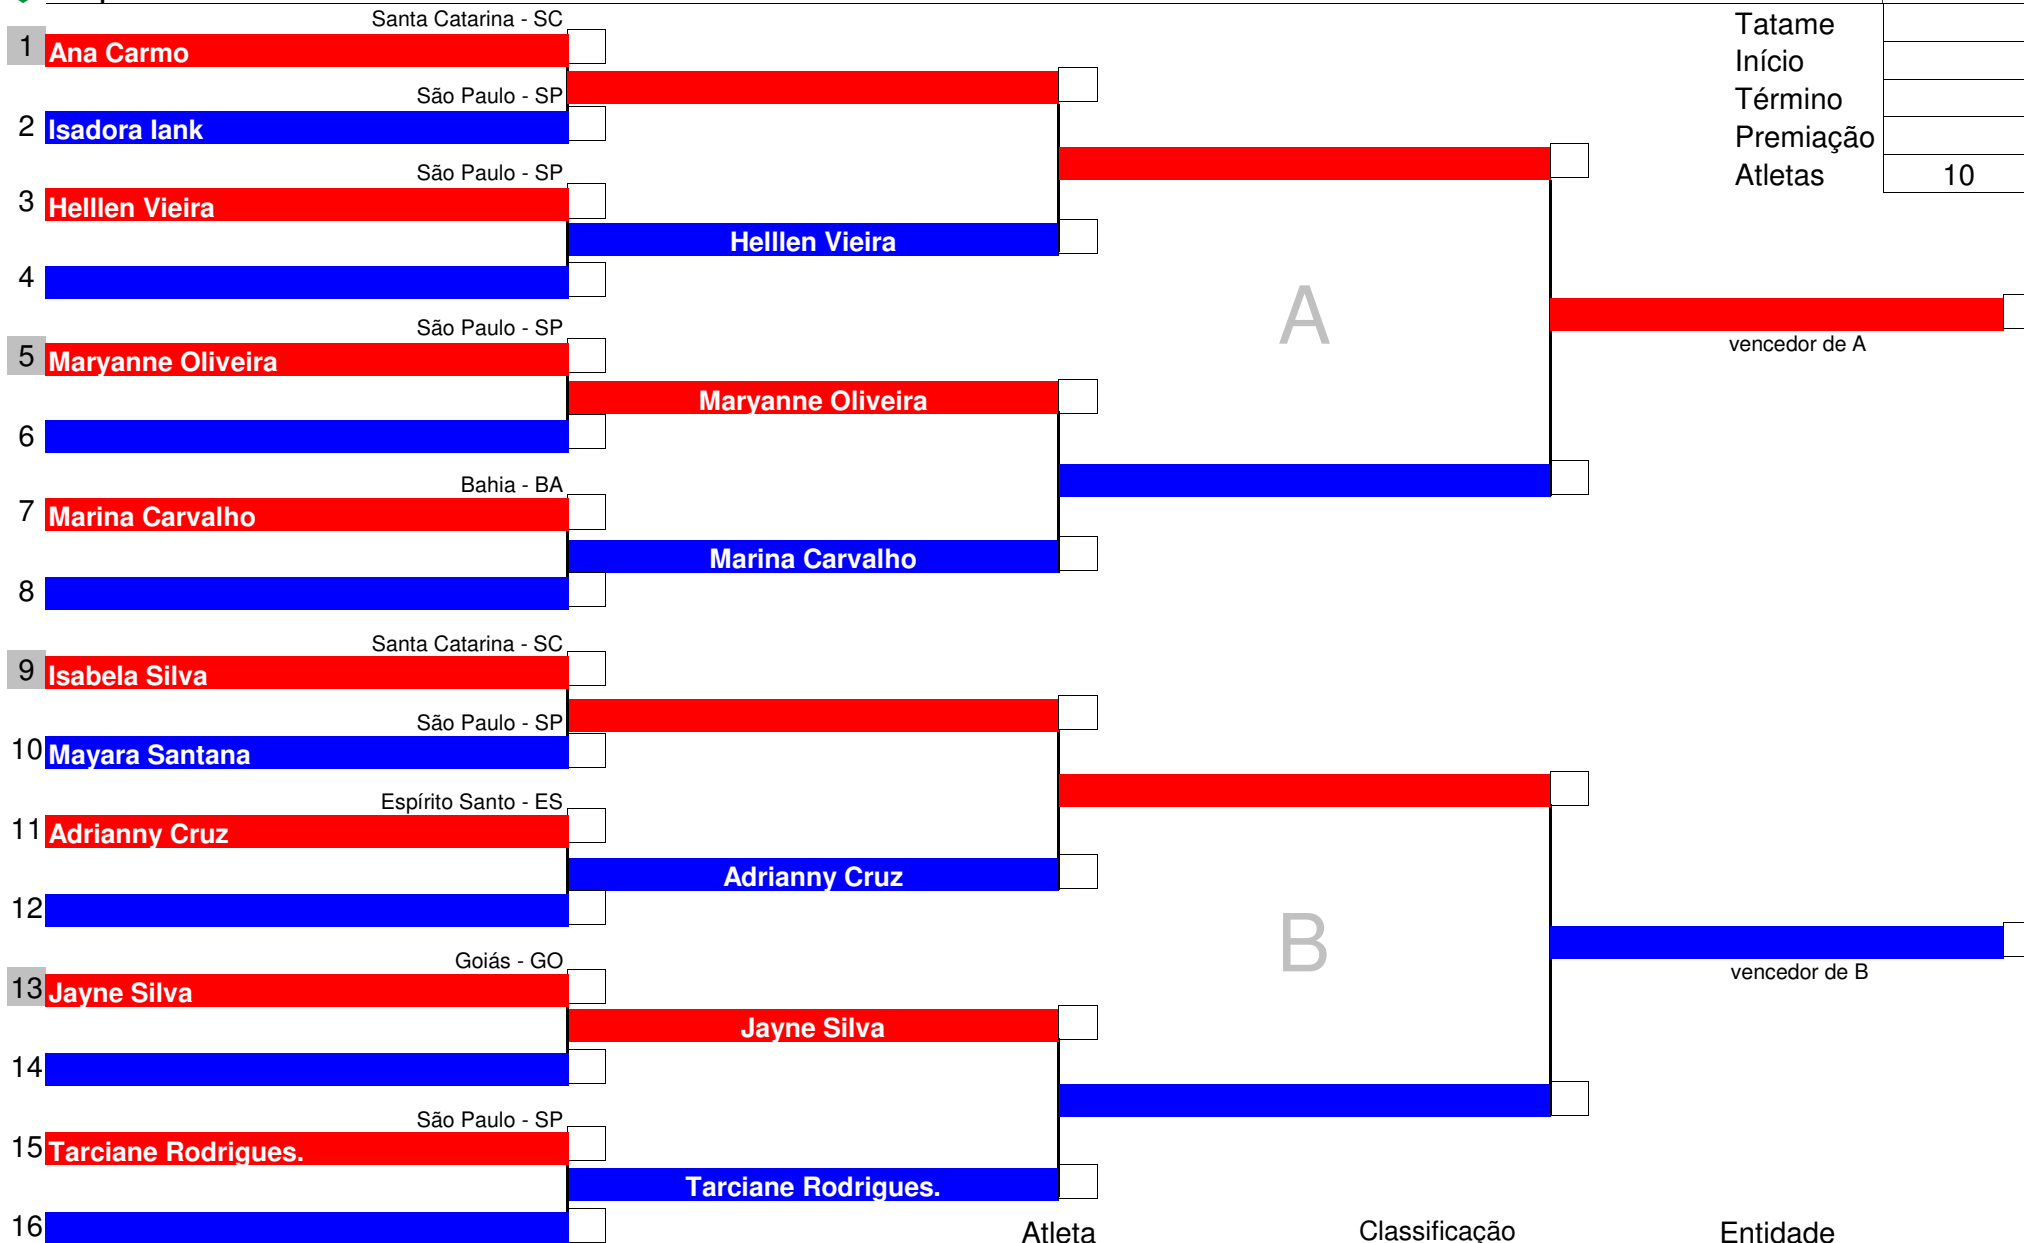 Santa Catarina - SC
1 Ana Carmo
São Paulo - SP
2 Isadora Iank
São Paulo - SP
3 Helllen Vieira
Helllen Vieira
4
São Paulo - SP
5 Maryanne Oliveira
Maryanne Oliveira
6
Bahia - BA
7 Marina Carvalho
Marina Carvalho
8
Santa Catarina - SC
9 Isabela Silva
São Paulo - SP
10 Mayara Santana
Espírito Santo - ES
11 Adrianny Cruz
Adrianny Cruz
12
Goiás - GO
13 Jayne Silva
Jayne Silva
14
São Paulo - SP
15 Tarciane Rodrigues.
Tarciane Rodrigues.
16
A
B
vencedor de A
vencedor de B
Tatame
Início
Término
Premiação
Atletas 10
Atleta Classificação Entidade